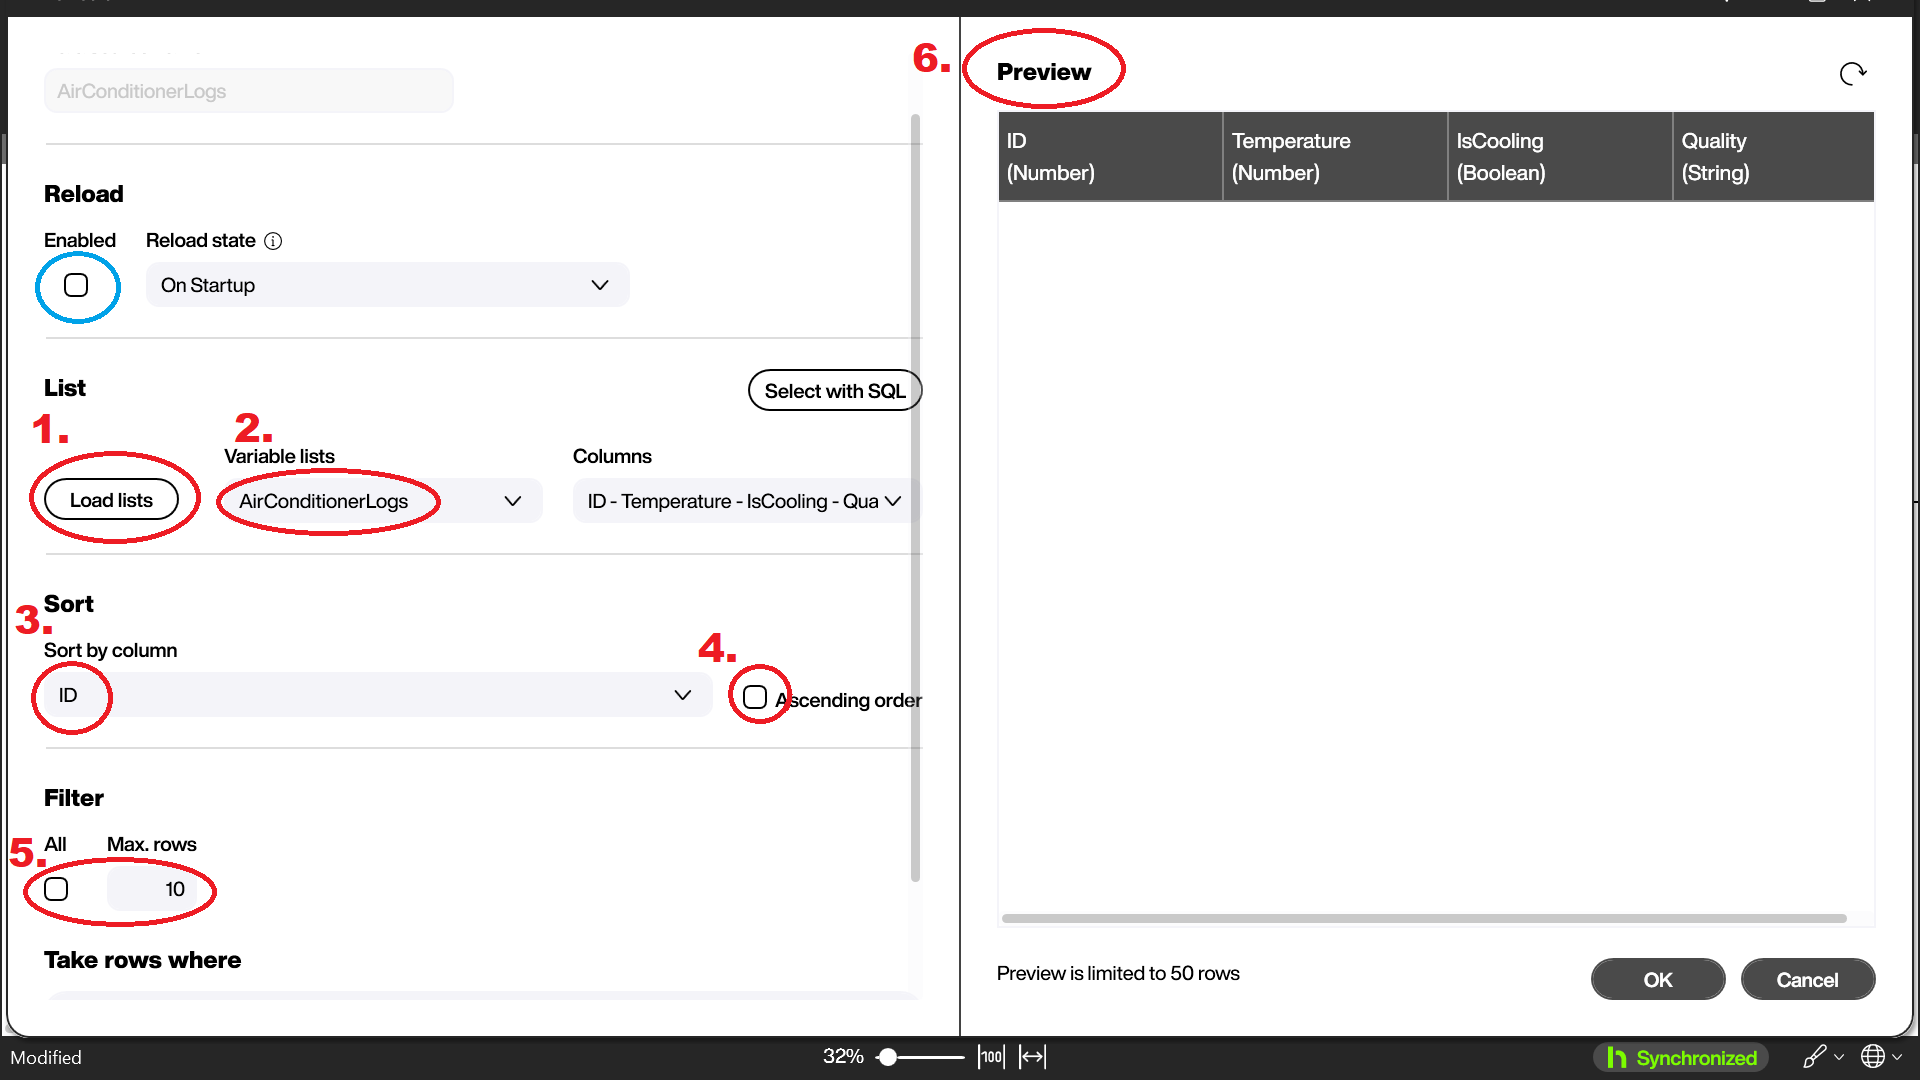 AirConditionerLogs
Reload
Enabled
Reload state
On Startup
List
Select with SQL
1.
2.
Variable lists
Columns
Load lists
AirConditionerLogs
ID - Temperature - IsCooling - Qua
Sort
3.
Sort by column
4.
ID
Ascending order
Filter
5.
All
Max. rows
10
Take rows where
6.
Preview
ID
(Number)
Temperature
(Number)
IsCooling
(Boolean)
Quality
(String)
Preview is limited to 50 rows
OK
Cancel
Modified
32%
100
Synchronized